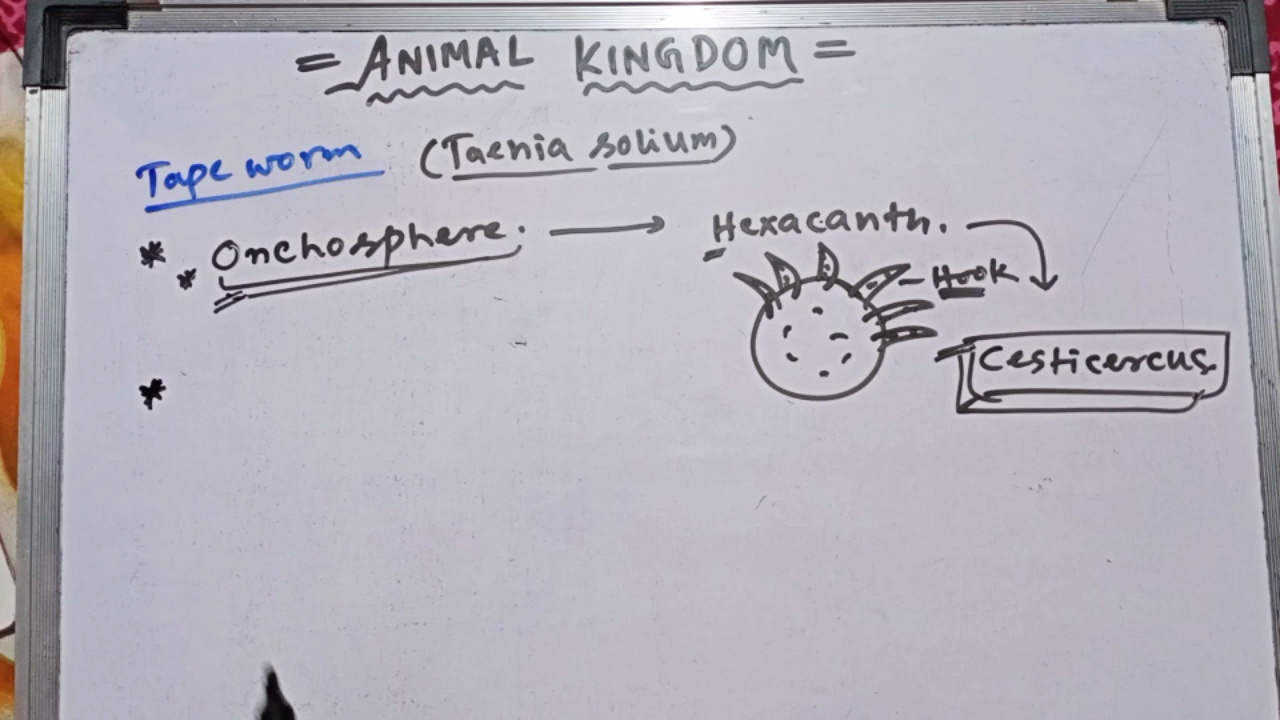 = ANIMAL KINGDOM =
Tape worm (Taenia solium)
* * Onchosphere. → Hexacanth.
- Hook
Cesticercus
*